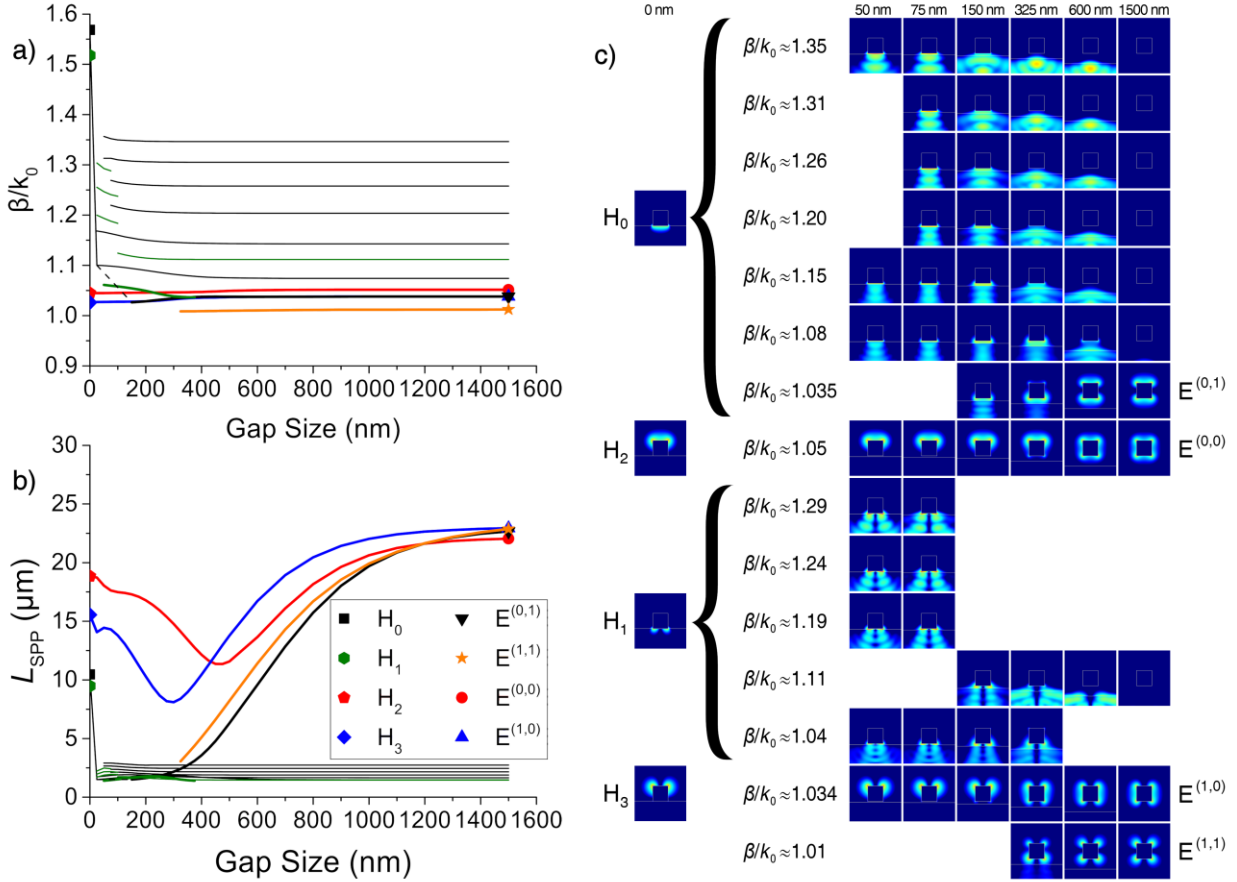 a)
β/k₀
1.6
1.5
1.4
1.3
1.2
1.1
1.0
0.9
0 200 400 600 800 1000 1200 1400 1600
Gap Size (nm)
b)
L_SPP (μm)
30
25
20
15
10
5
0
H₀ E^(0,1)
H₁ E^(1,1)
H₂ E^(0,0)
H₃ E^(1,0)
0 200 400 600 800 1000 1200 1400 1600
Gap Size (nm)
c)
0 nm 50 nm 75 nm 150 nm 325 nm 600 nm 1500 nm
β/k₀≈1.35
β/k₀≈1.31
β/k₀≈1.26
H₀ β/k₀≈1.20
β/k₀≈1.15
β/k₀≈1.08
β/k₀≈1.035 E^(0,1)
H₂ β/k₀≈1.05 E^(0,0)
β/k₀≈1.29
β/k₀≈1.24
H₁ β/k₀≈1.19
β/k₀≈1.11
β/k₀≈1.04
H₃ β/k₀≈1.034 E^(1,0)
β/k₀≈1.01 E^(1,1)